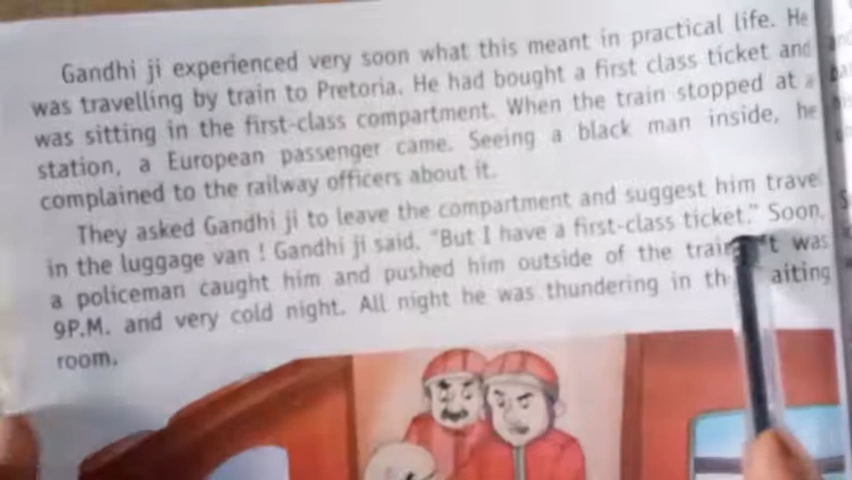 Gandhi ji experienced very soon what this meant in practical life. He
was travelling by train to Pretoria. He had bought a first class ticket and
was sitting in the first-class compartment. When the train stopped at a
station, a European passenger came. Seeing a black man inside, he
complained to the railway officers about it.
They asked Gandhi ji to leave the compartment and suggest him
in the luggage van ! Gandhi ji said, "But I have a first-class ticket." Soon,
a policeman caught him and pushed him outside of the was
9P.M. and very cold night. All night he was thundering in
room.